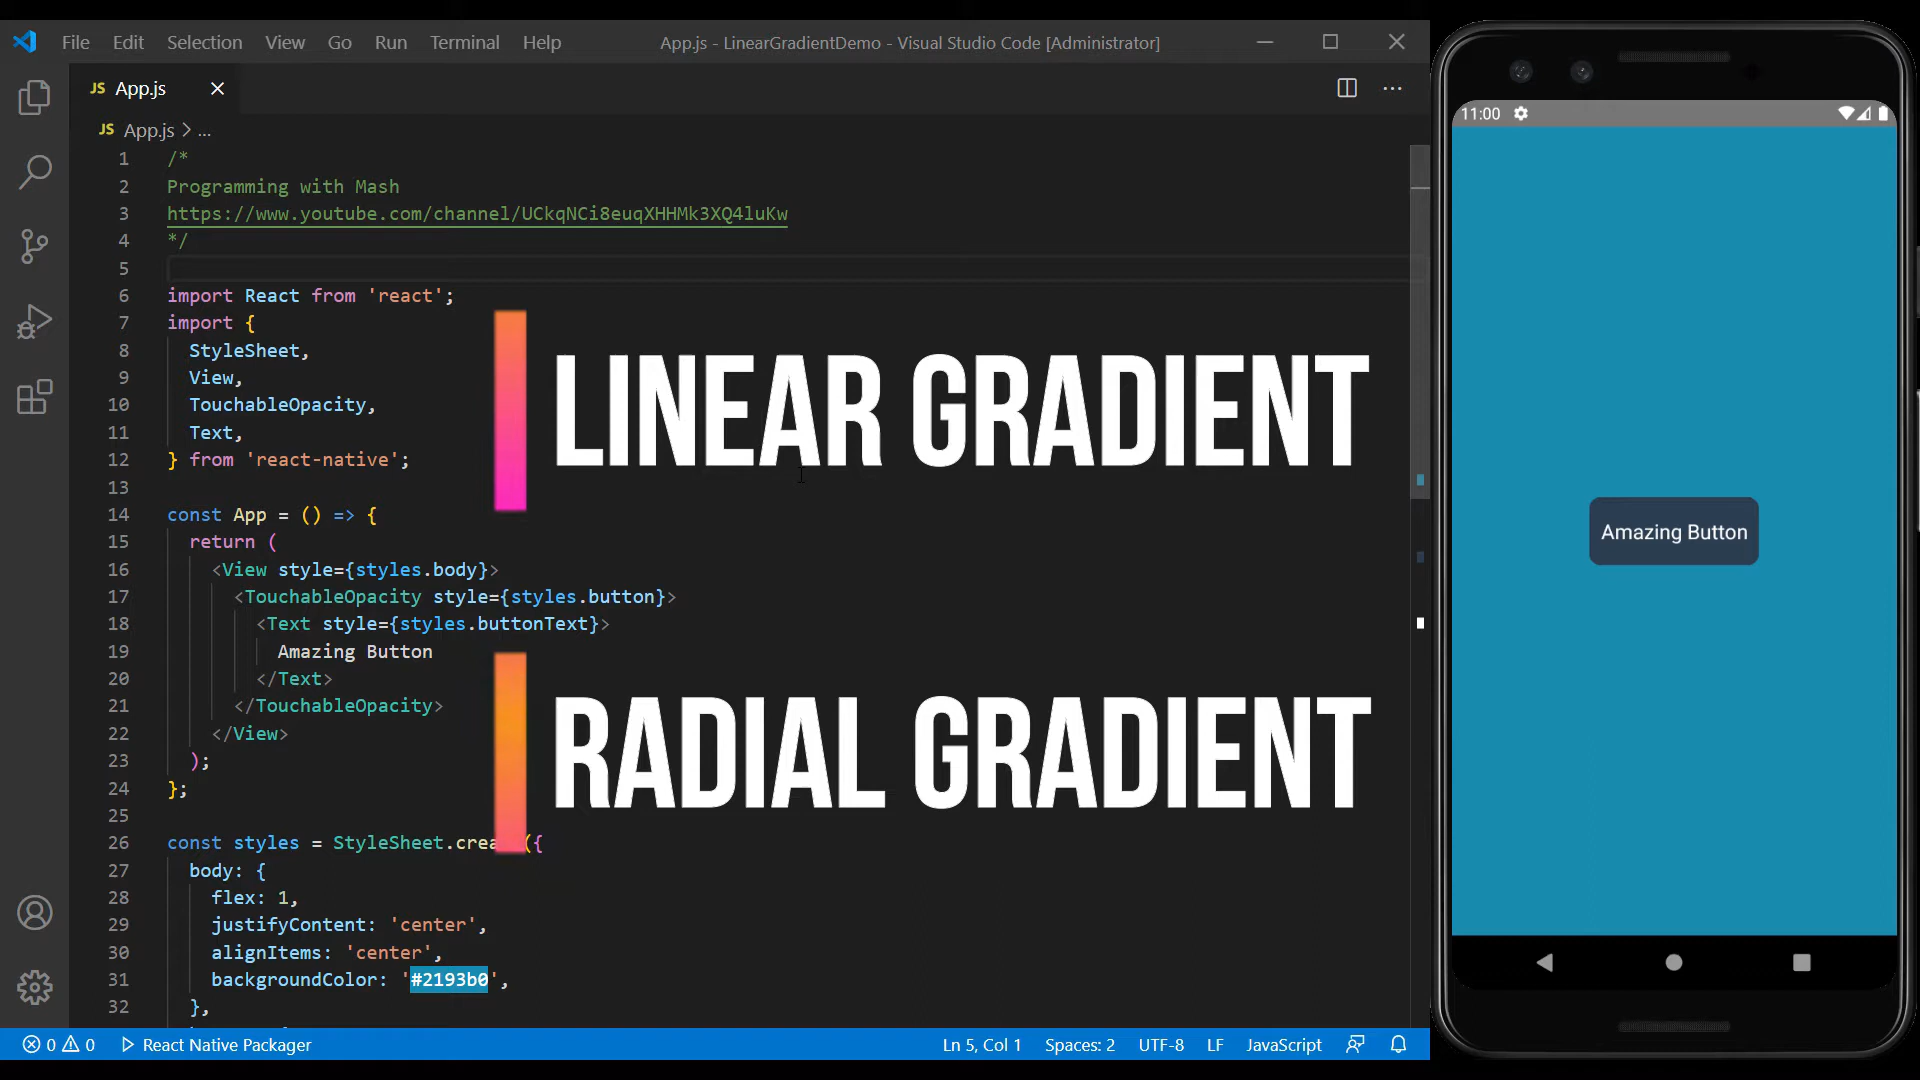 File Edit Selection View Go Run Terminal Help
App.js - LinearGradientDemo - Visual Studio Code [Administrator]
JS App.js
JS App.js > ...
1 /*
2 Programming with Mash
3 https://www.youtube.com/channel/UCkqNCi8euqXHHMk3XQ4luKw
4 */
5
6 import React from 'react';
7 import {
8 StyleSheet,
9 View,
10 TouchableOpacity,
11 Text,
12 } from 'react-native';
13
14 const App = () => {
15 return (
16 <View style={styles.body}>
17 <TouchableOpacity style={styles.button}>
18 <Text style={styles.buttonText}>
19 Amazing Button
20 </Text>
21 </TouchableOpacity>
22 </View>
23 );
24 };
25
26 const styles = StyleSheet.crea ({
27 body: {
28 flex: 1,
29 justifyContent: 'center',
30 alignItems: 'center',
31 backgroundColor: '#2193b0',
32 },
LINEAR GRADIENT
RADIAL GRADIENT
0 0 React Native Packager
Ln 5, Col 1 Spaces: 2 UTF-8 LF JavaScript
11:00
Amazing Button